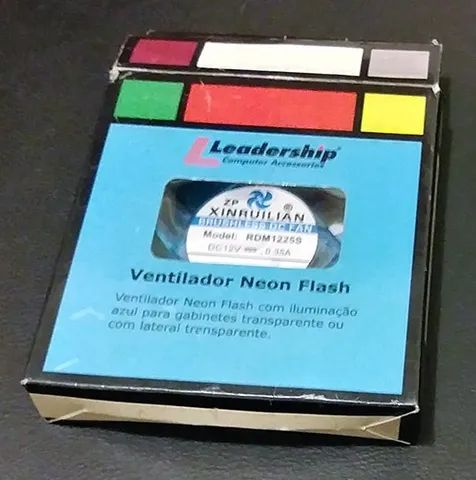 Leadership®
Computer Accessories
ZP ®
XINRUILIAN
BRUSHLESS DC FAN
Model: RDM1225S
DC12V 0.35A
Ventilador Neon Flash
Ventilador Neon Flash com iluminação
azul para gabinetes transparente ou
com lateral transparente.